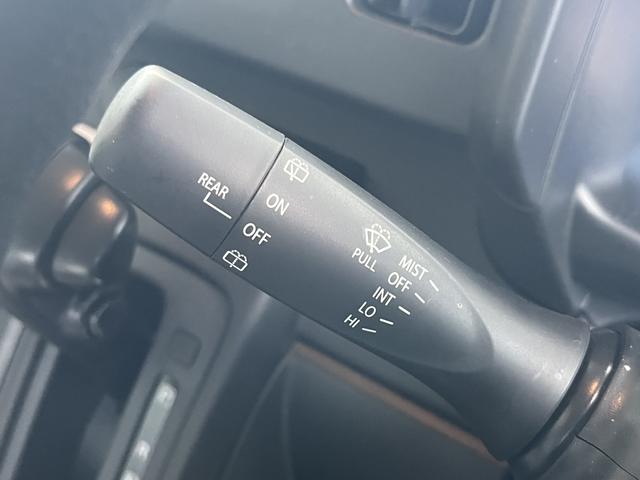 REAR
ON
OFF
PULL
MIST
OFF
INT
LO
HI